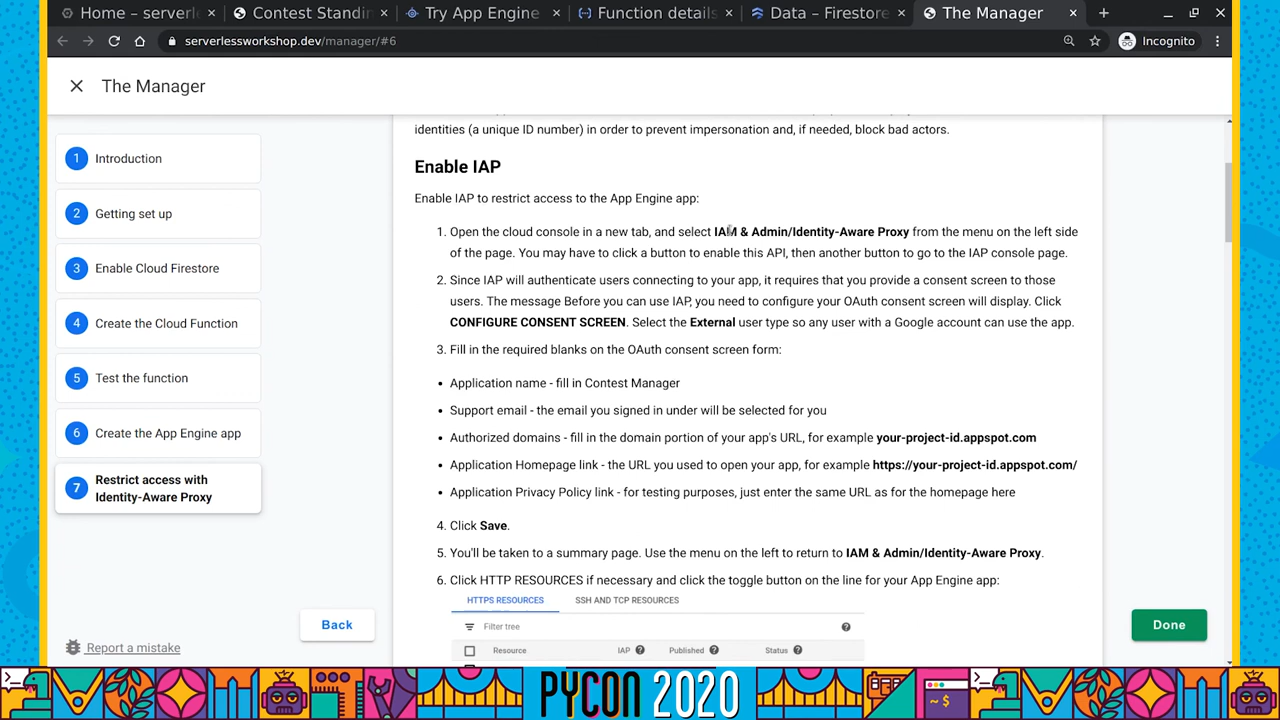 Home – server
Contest Standin
Try App Engine
Function details
Data – Firestore
The Manager
serverlessworkshop.dev/manager/#6
Incognito
The Manager
1 Introduction
2 Getting set up
3 Enable Cloud Firestore
4 Create the Cloud Function
5 Test the function
6 Create the App Engine app
7 Restrict access with
Identity-Aware Proxy
Report a mistake
identities (a unique ID number) in order to prevent impersonation and, if needed, block bad actors.
Enable IAP
Enable IAP to restrict access to the App Engine app:
1. Open the cloud console in a new tab, and select IAM & Admin/Identity-Aware Proxy from the menu on the left side
of the page. You may have to click a button to enable this API, then another button to go to the IAP console page.
2. Since IAP will authenticate users connecting to your app, it requires that you provide a consent screen to those
users. The message Before you can use IAP, you need to configure your OAuth consent screen will display. Click
CONFIGURE CONSENT SCREEN. Select the External user type so any user with a Google account can use the app.
3. Fill in the required blanks on the OAuth consent screen form:
• Application name - fill in Contest Manager
• Support email - the email you signed in under will be selected for you
• Authorized domains - fill in the domain portion of your app's URL, for example your-project-id.appspot.com
• Application Homepage link - the URL you used to open your app, for example https://your-project-id.appspot.com/
• Application Privacy Policy link - for testing purposes, just enter the same URL as for the homepage here
4. Click Save.
5. You'll be taken to a summary page. Use the menu on the left to return to IAM & Admin/Identity-Aware Proxy.
6. Click HTTP RESOURCES if necessary and click the toggle button on the line for your App Engine app:
HTTPS RESOURCES SSH AND TCP RESOURCES
Filter tree
Resource IAP Published Status
Back
Done
PYCON 2020
~ $